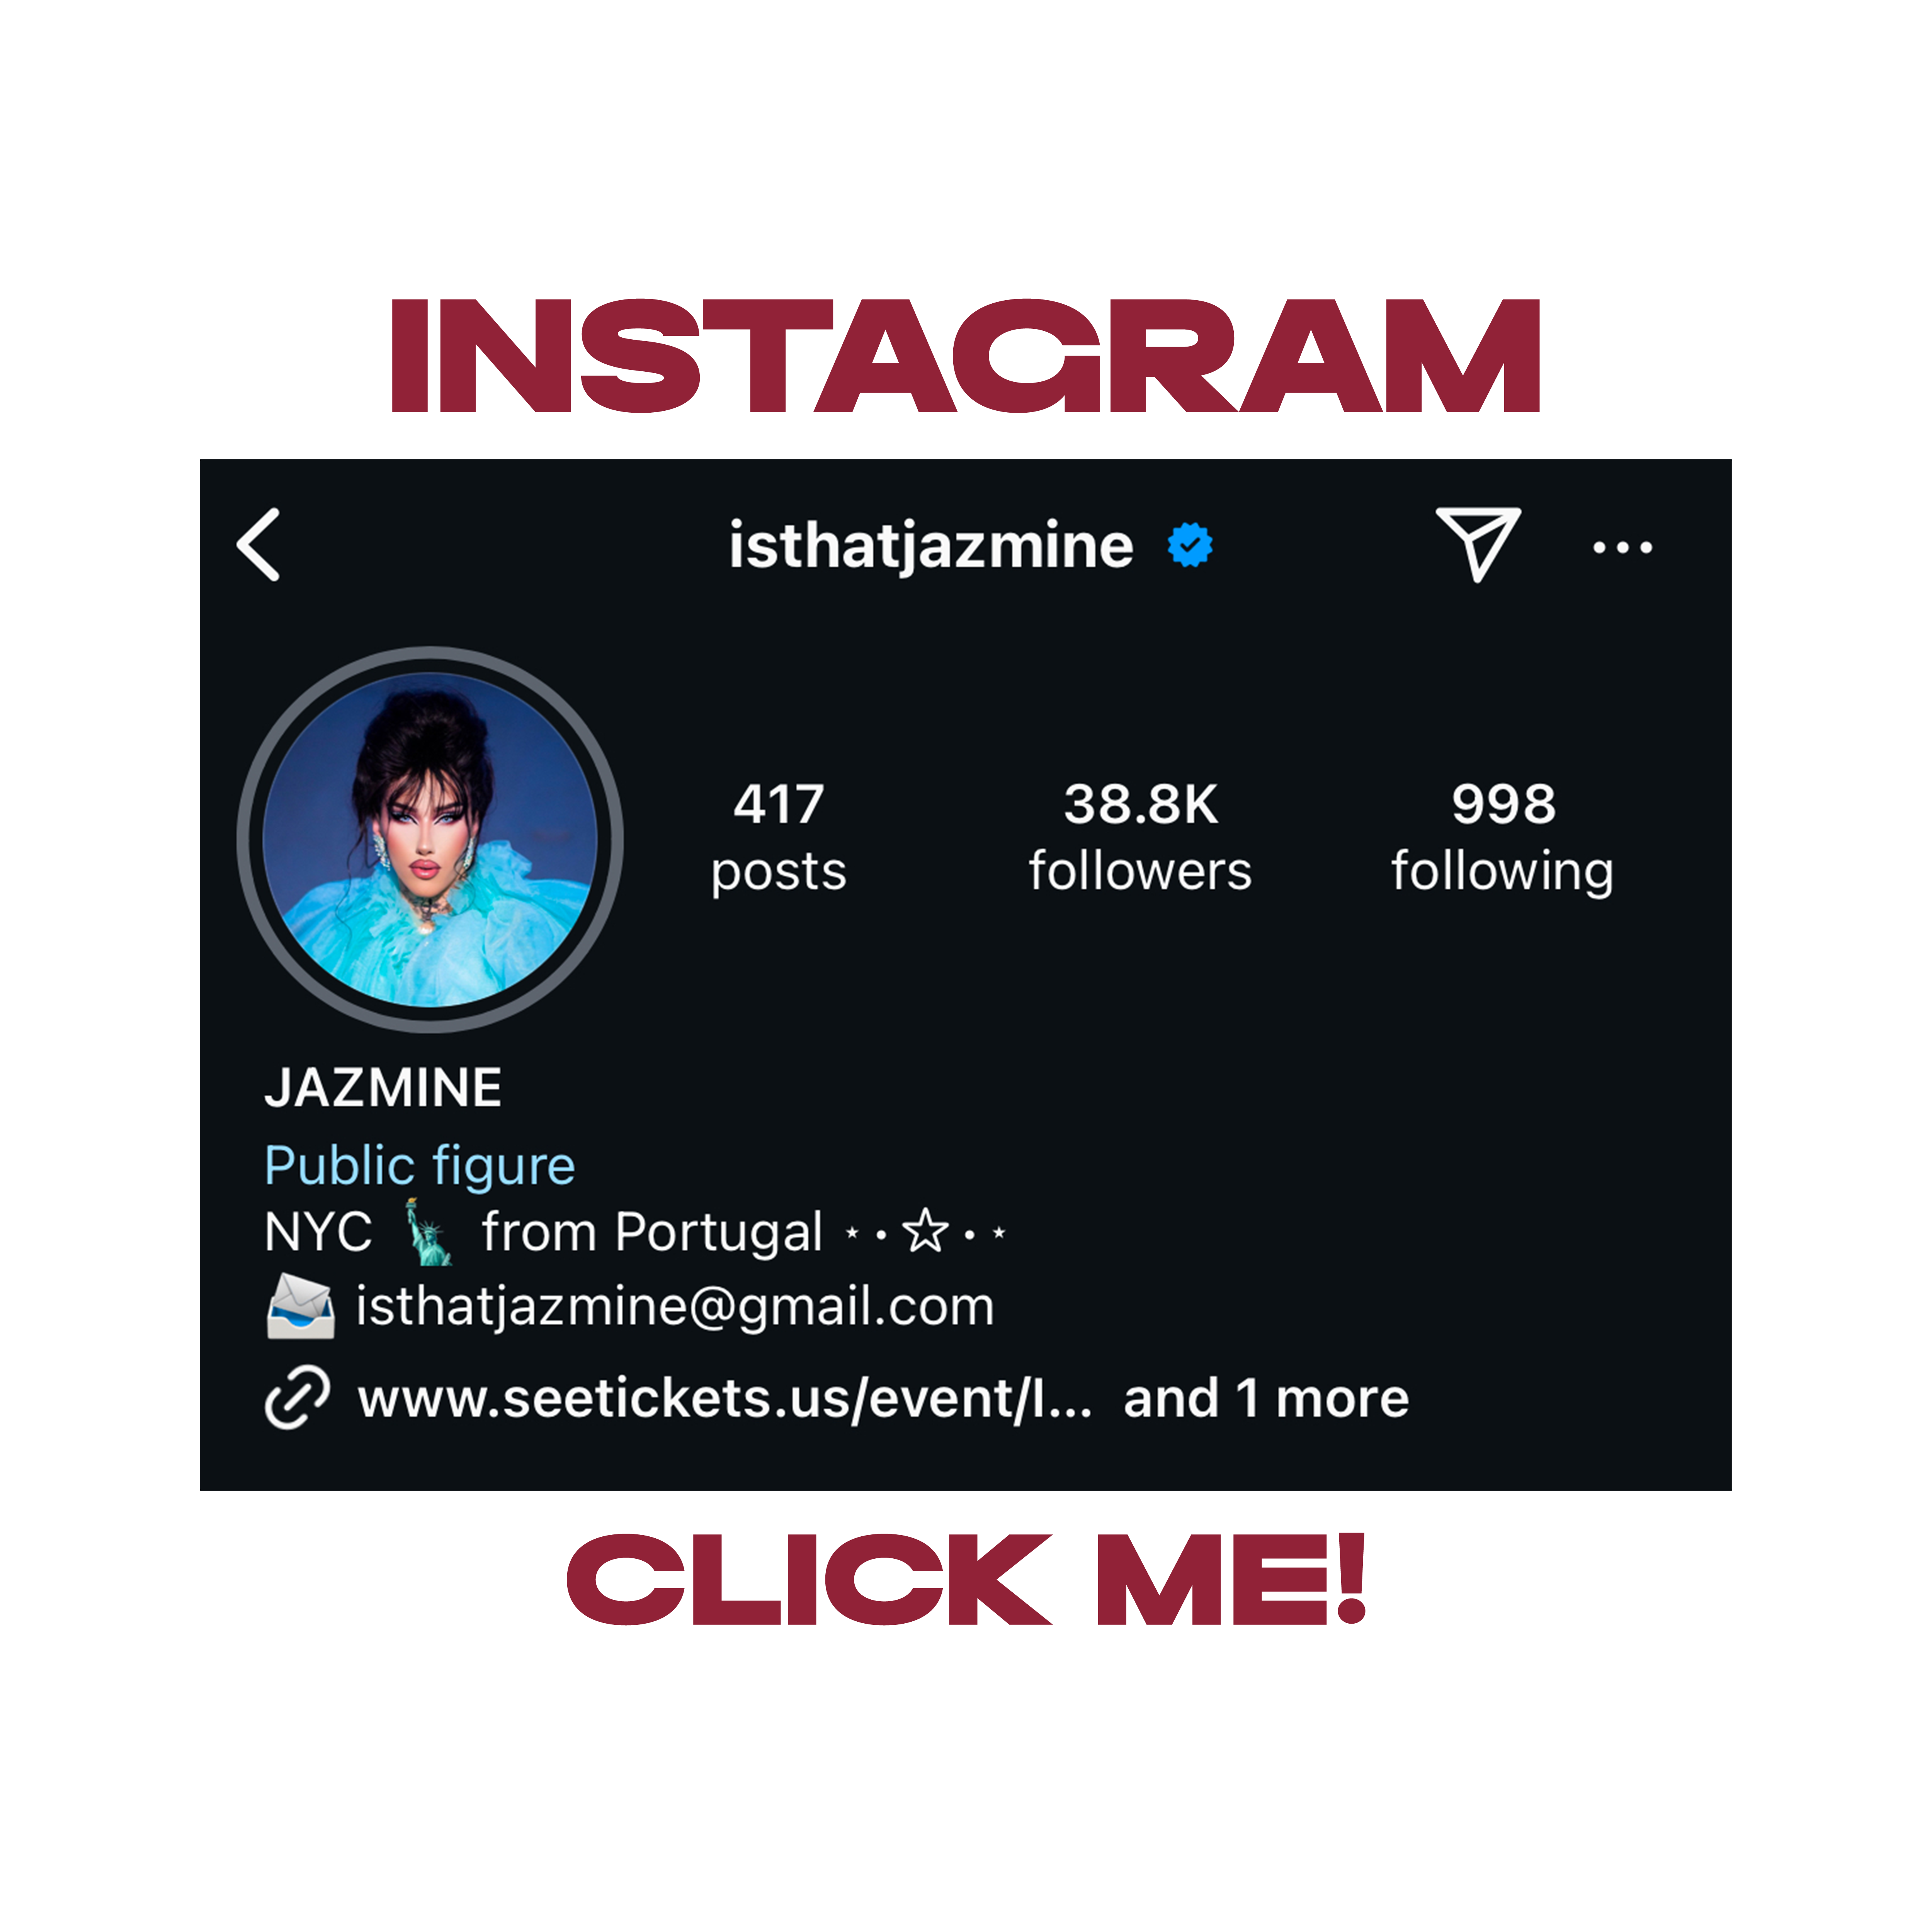 INSTAGRAM
isthatjazmine
417 38.8K 998
posts followers following
JAZMINE
Public figure
NYC 🗽 from Portugal ⋆⋅☆⋅⋆
📨 isthatjazmine@gmail.com
www.seetickets.us/event/I... and 1 more
CLICK ME!